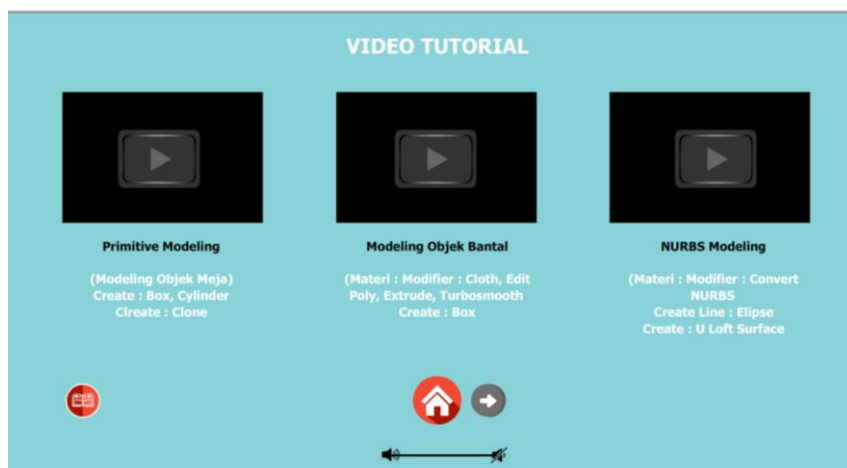 VIDEO TUTORIAL
Primitive Modeling
(Modeling Objek Meja)
Create : Box, Cylinder
Clreate : Clone
Modeling Objek Bantal
(Materi : Modifier : Cloth, Edit
Poly, Extrude, Turbosmooth
Create : Box
NURBS Modeling
(Materi : Modifier : Convert
NURBS
Create Line : Elipse
Create : U Loft Surface